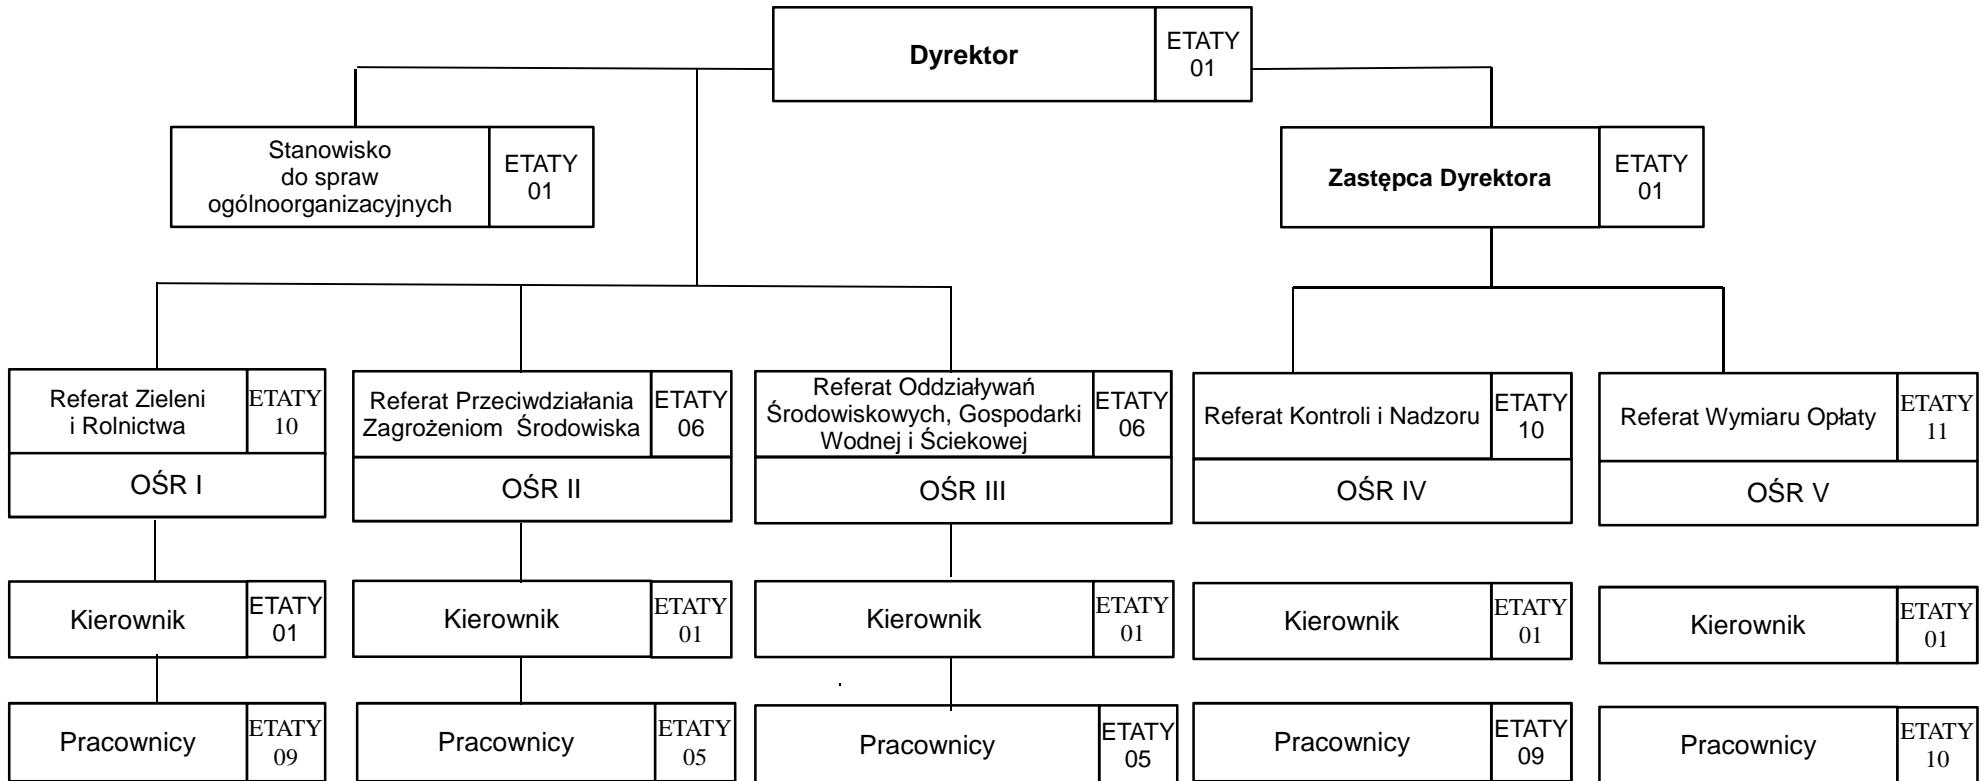 Dyrektor
ETATY
01
Stanowisko
do spraw
ogólnoorganizacyjnych
ETATY
01
Zastępca Dyrektora
ETATY
01
Referat Zieleni
i Rolnictwa
ETATY
10
OŚR I
Referat Przeciwdziałania
Zagrożeniom Środowiska
ETATY
06
OŚR II
Referat Oddziaływań
Środowiskowych, Gospodarki
Wodnej i Ściekowej
ETATY
06
OŚR III
Referat Kontroli i Nadzoru
ETATY
10
OŚR IV
Referat Wymiaru Opłaty
ETATY
11
OŚR V
Kierownik
ETATY
01
Kierownik
ETATY
01
Kierownik
ETATY
01
Kierownik
ETATY
01
Kierownik
ETATY
01
Pracownicy
ETATY
09
Pracownicy
ETATY
05
Pracownicy
ETATY
05
Pracownicy
ETATY
09
Pracownicy
ETATY
10